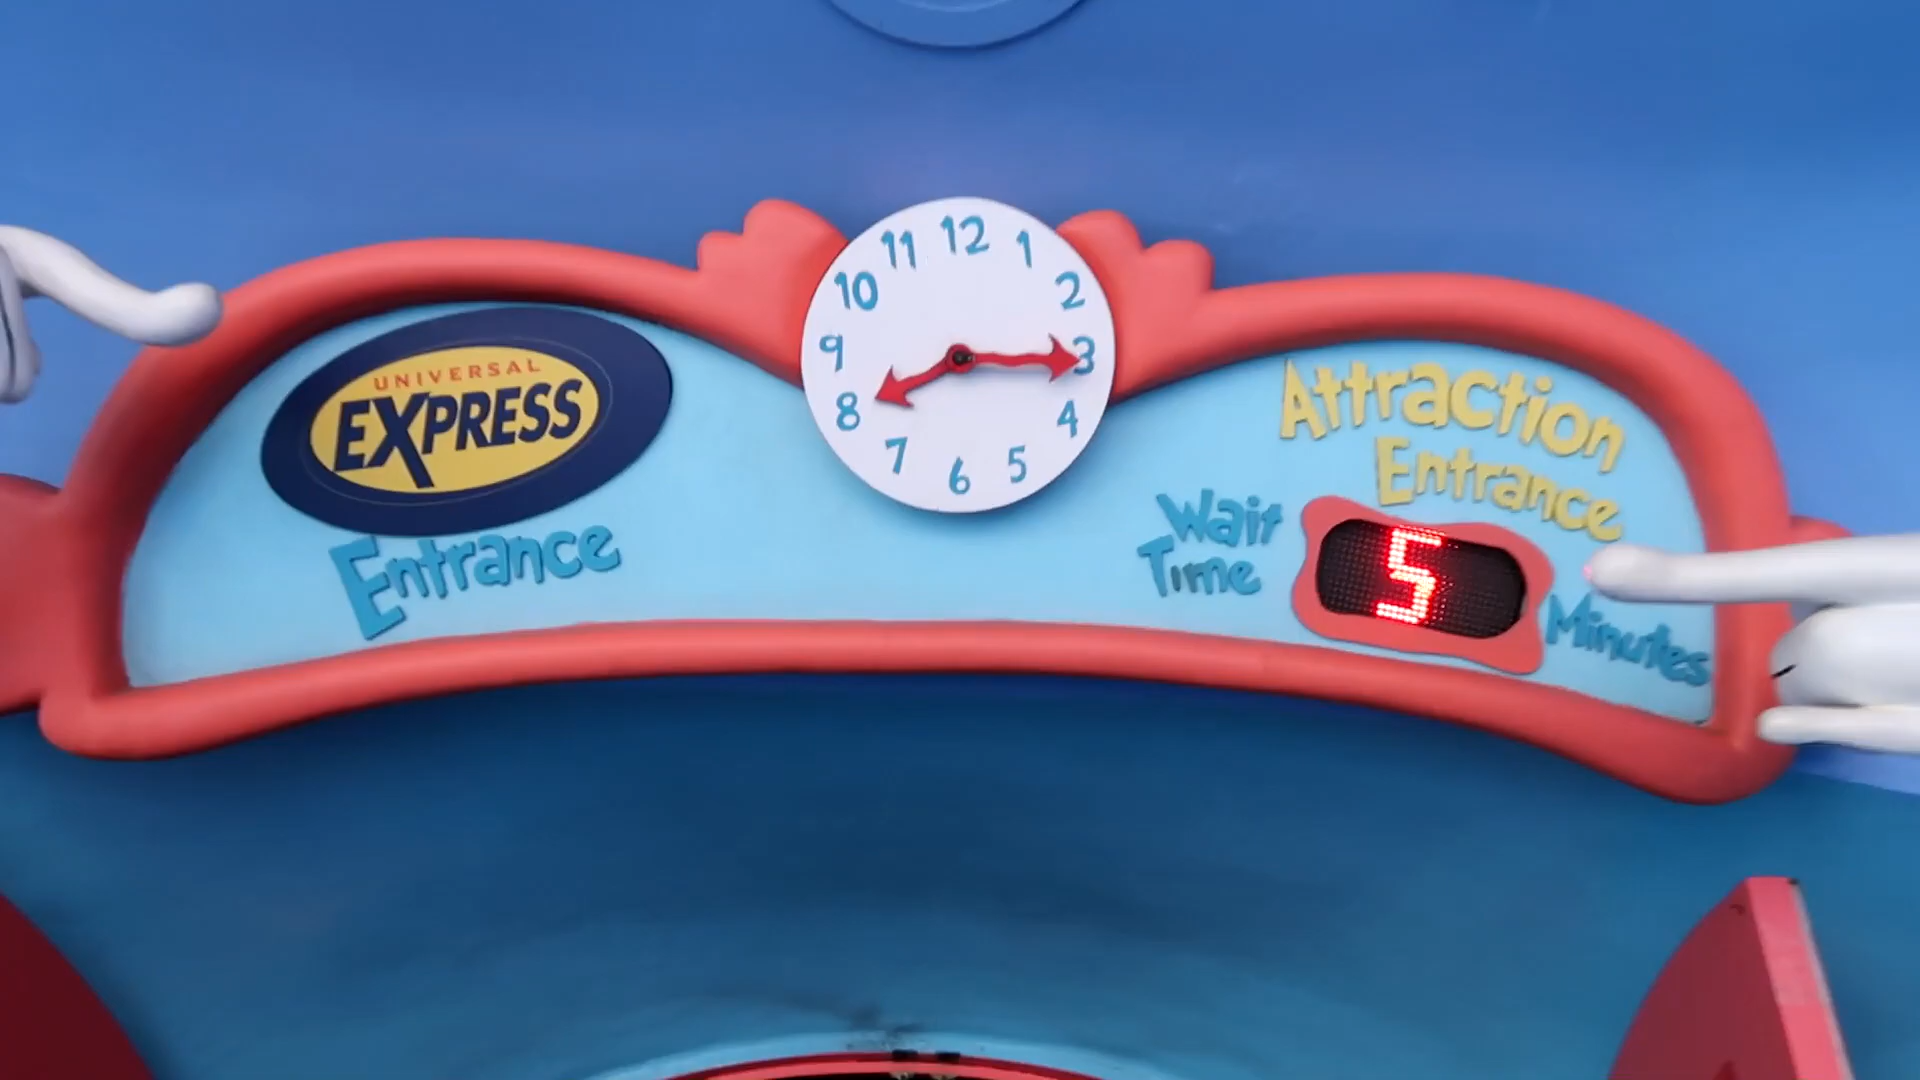 UNIVERSAL
EXPRESS
Entrance
12
1
2
3
4
5
6
7
8
9
10
11
Attraction
Entrance
Wait
Time
5
Minutes